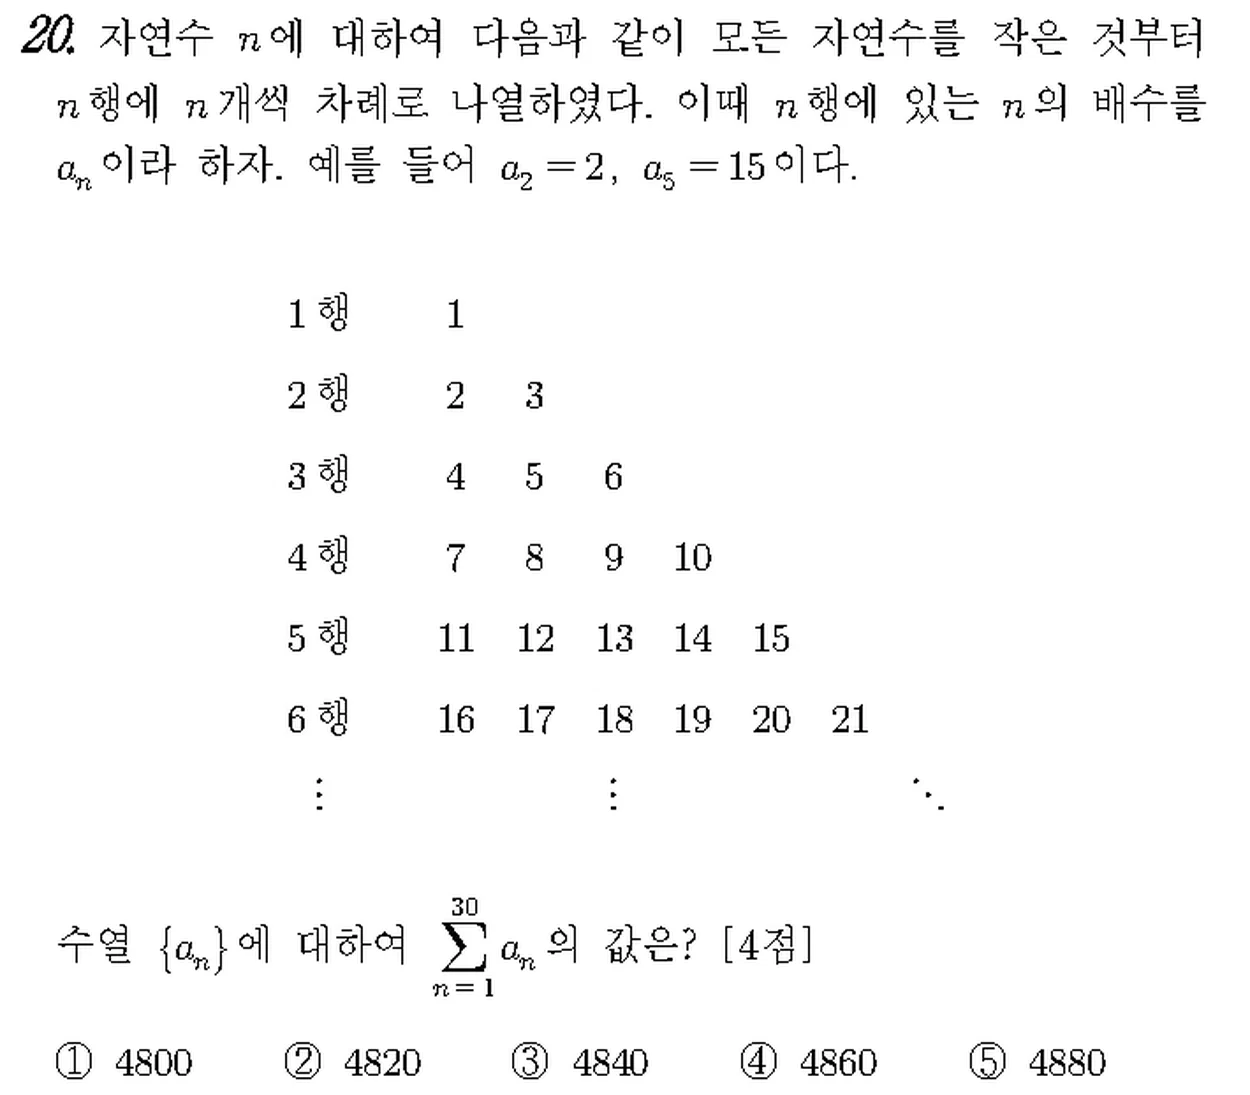 20. 자연수 n에 대하여 다음과 같이 모든 자연수를 작은 것부터
n행에 n개씩 차례로 나열하였다. 이때 n행에 있는 n의 배수를
aₙ이라 하자. 예를 들어 a₂ = 2, a₅ = 15이다.
1행 1
2행 2 3
3행 4 5 6
4행 7 8 9 10
5행 11 12 13 14 15
6행 16 17 18 19 20 21
⋮ ⋮ ⋱
수열 {aₙ}에 대하여 \sum_{n=1}^{30} aₙ의 값은? [4점]
① 4800 ② 4820 ③ 4840 ④ 4860 ⑤ 4880